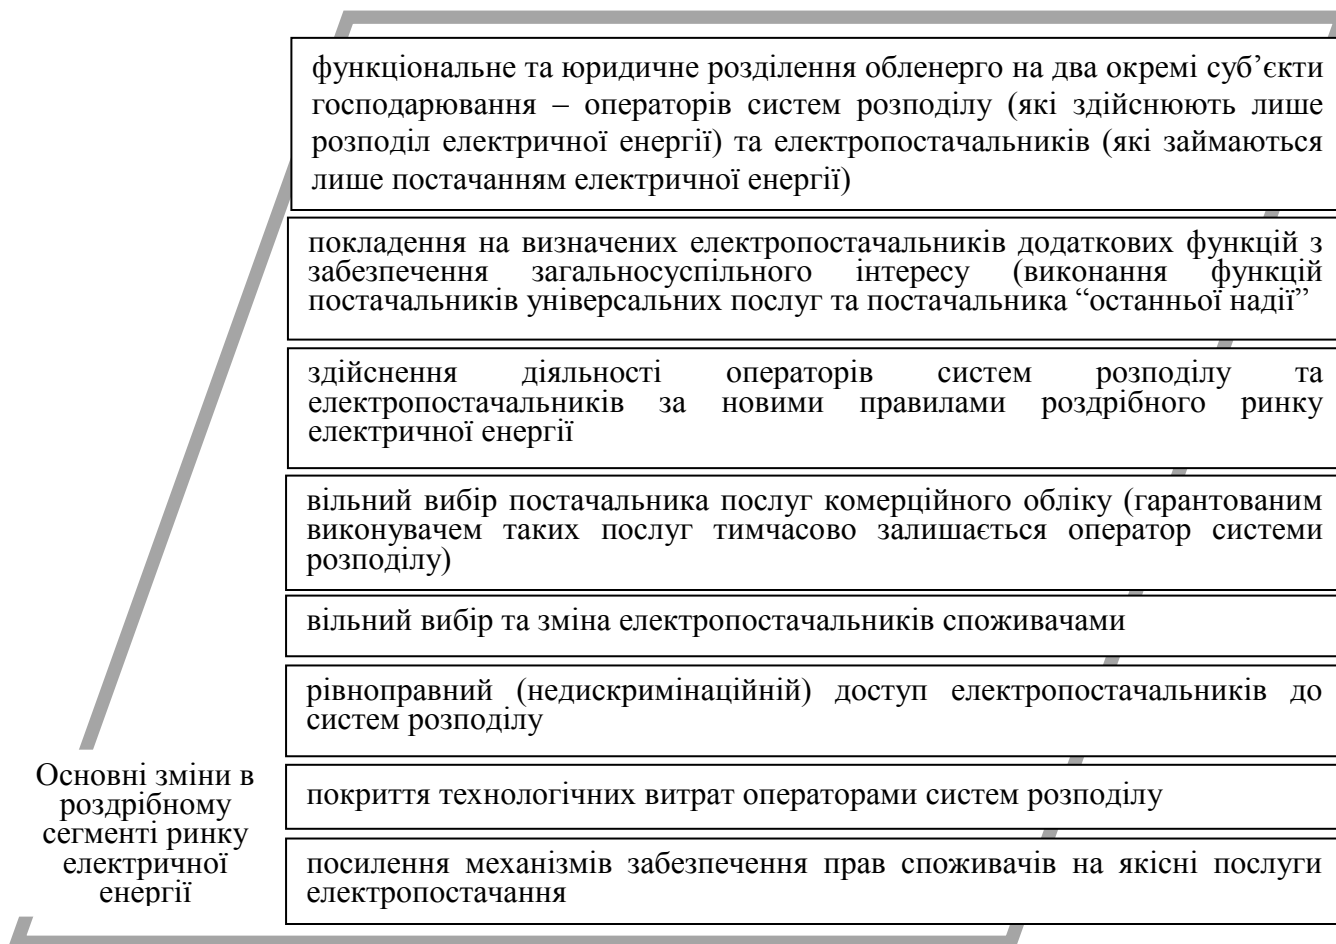 функціональне та юридичне розділення обленерго на два окремі суб’єкти
господарювання – операторів систем розподілу (які здійснюють лише
розподіл електричної енергії) та електропостачальників (які займаються
лише постачанням електричної енергії)
покладення на визначених електропостачальників додаткових функцій з
забезпечення загальносуспільного інтересу (виконання функцій
постачальників універсальних послуг та постачальника “останньої надії”
здійснення діяльності операторів систем розподілу та
електропостачальників за новими правилами роздрібного ринку
електричної енергії
вільний вибір постачальника послуг комерційного обліку (гарантованим
виконувачем таких послуг тимчасово залишається оператор системи
розподілу)
вільний вибір та зміна електропостачальників споживачами
рівноправний (недискримінаційній) доступ електропостачальників до
систем розподілу
покриття технологічних витрат операторами систем розподілу
посилення механізмів забезпечення прав споживачів на якісні послуги
електропостачання
Основні зміни в
роздрібному
сегменті ринку
електричної
енергії